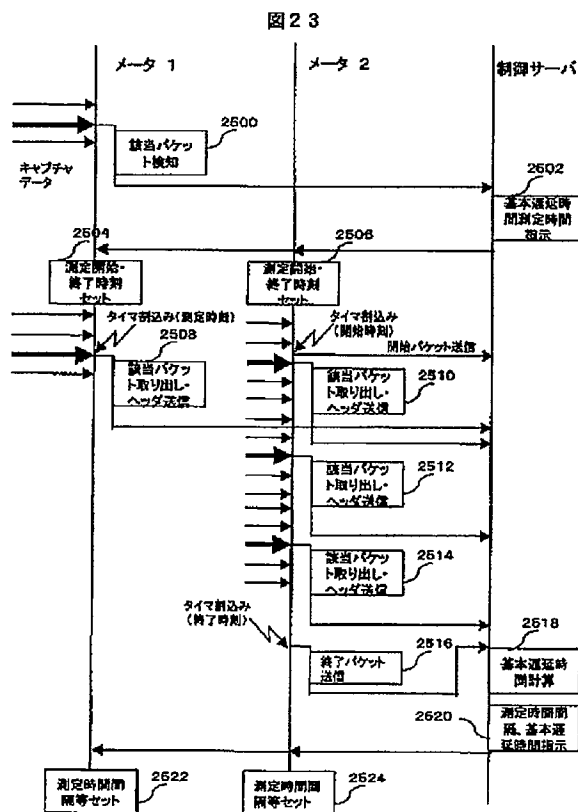 図23
メータ 1
メータ 2
制御サーバ
2500
該当パケッ
ト検知
キャプチャ
データ
2502
基本遅延時
間測定時間
指示
2504
測定開始・
終了時刻
セット
2506
測定開始・
終了時刻
セット
タイマ割込み(測定時刻)
2508
該当パケッ
ト取り出し・
ヘッダ送信
タイマ割込み
(開始時刻)
開始パケット送信
2510
該当パケッ
ト取り出し・
ヘッダ送信
2512
該当パケッ
ト取り出し・
ヘッダ送信
2514
該当パケッ
ト取り出し・
ヘッダ送信
タイマ割込み
(終了時刻)
2516
終了パケット
送信
2518
基本遅延時
間計算
2520
測定時間間
隔、基本遅
延時間指示
2522
測定時間間
隔等セット
2524
測定時間間
隔等セット